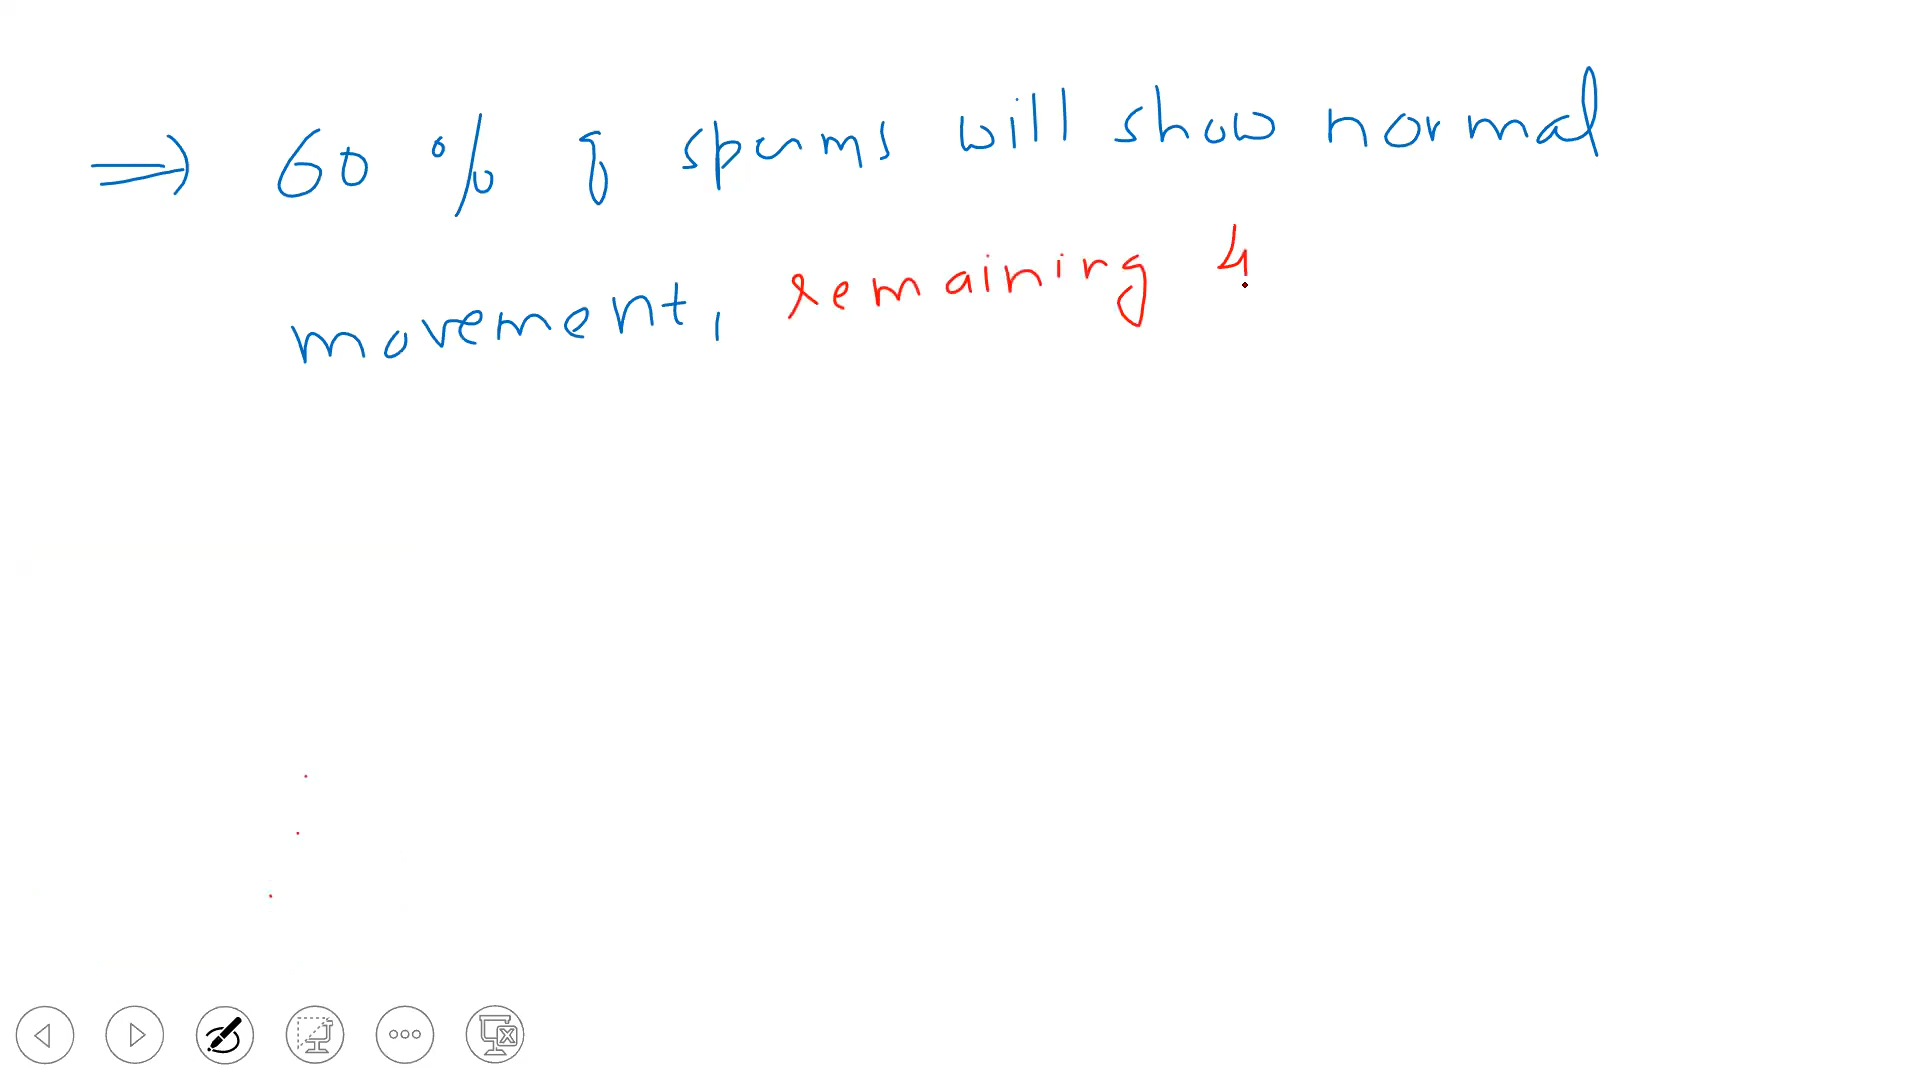 ⇒ 60 % of sperms will show normal
movement, remaining 4